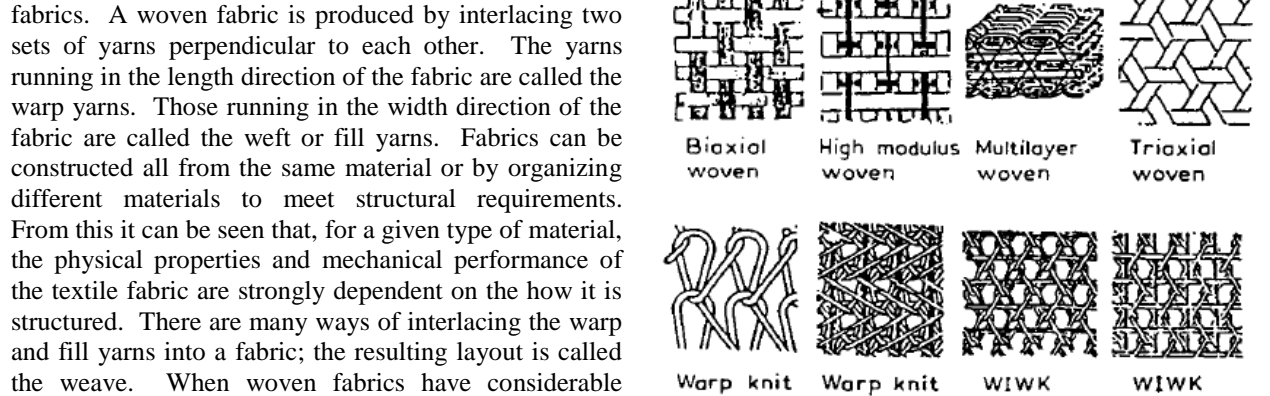 fabrics. A woven fabric is produced by interlacing two
sets of yarns perpendicular to each other. The yarns
running in the length direction of the fabric are called the
warp yarns. Those running in the width direction of the
fabric are called the weft or fill yarns. Fabrics can be
constructed all from the same material or by organizing
different materials to meet structural requirements.
From this it can be seen that, for a given type of material,
the physical properties and mechanical performance of
the textile fabric are strongly dependent on the how it is
structured. There are many ways of interlacing the warp
and fill yarns into a fabric; the resulting layout is called
the weave. When woven fabrics have considerable
Biaxial woven
High modulus woven
Multilayer woven
Triaxial woven
Warp knit
Warp knit
WIWK
WIWK